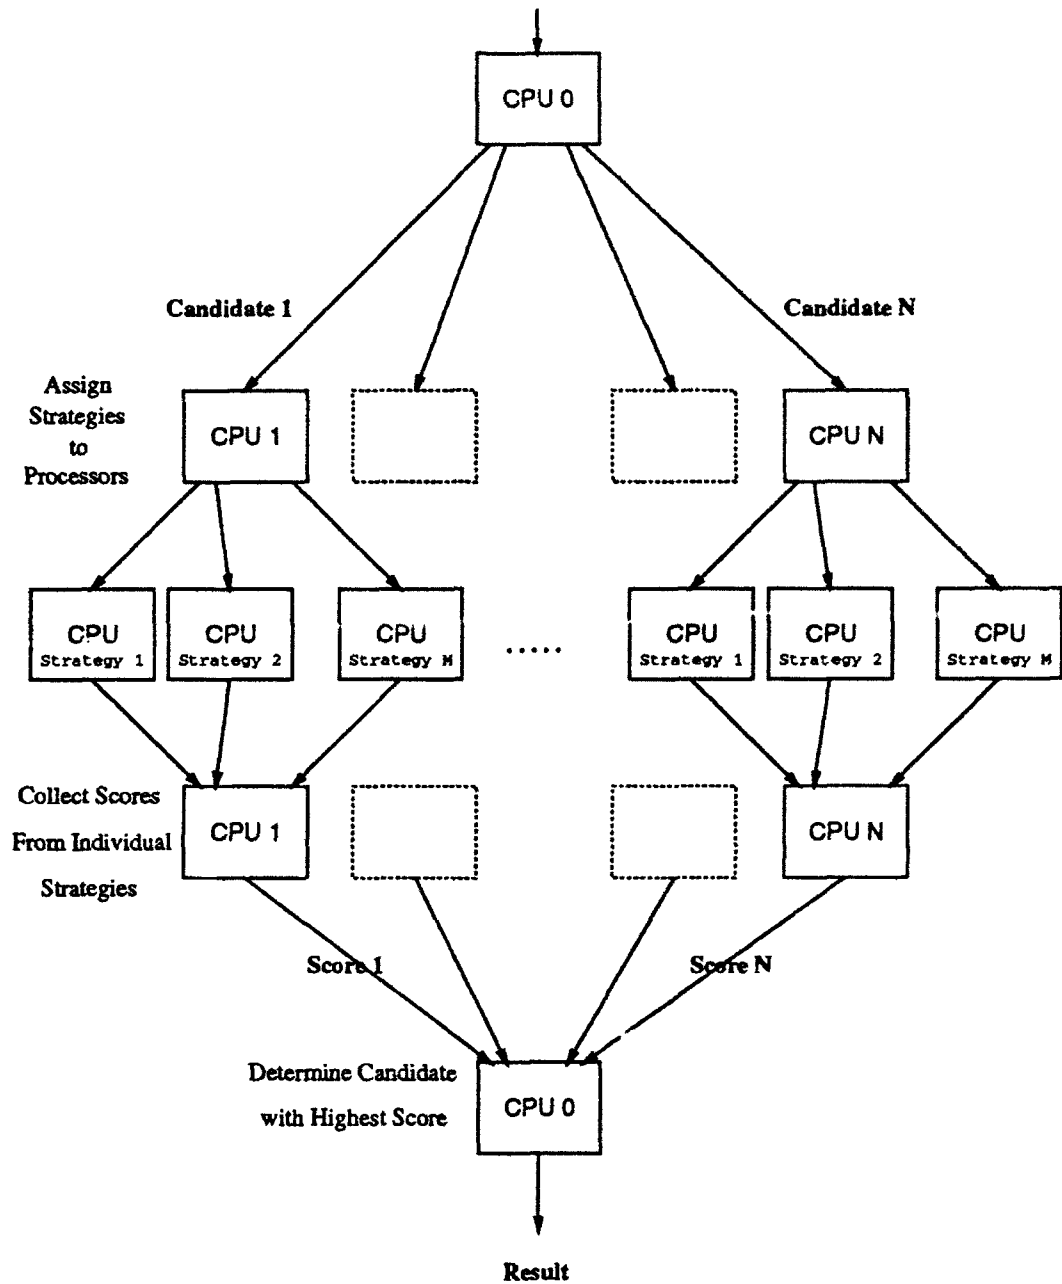 CPU 0
Candidate 1
Candidate N
Assign
Strategies
to
Processors
CPU 1
CPU N
CPU
Strategy 1
CPU
Strategy 2
CPU
Strategy M
.....
CPU
Strategy 1
CPU
Strategy 2
CPU
Strategy M
Collect Scores
From Individual
Strategies
CPU 1
CPU N
Score 1
Score N
Determine Candidate
with Highest Score
CPU 0
Result